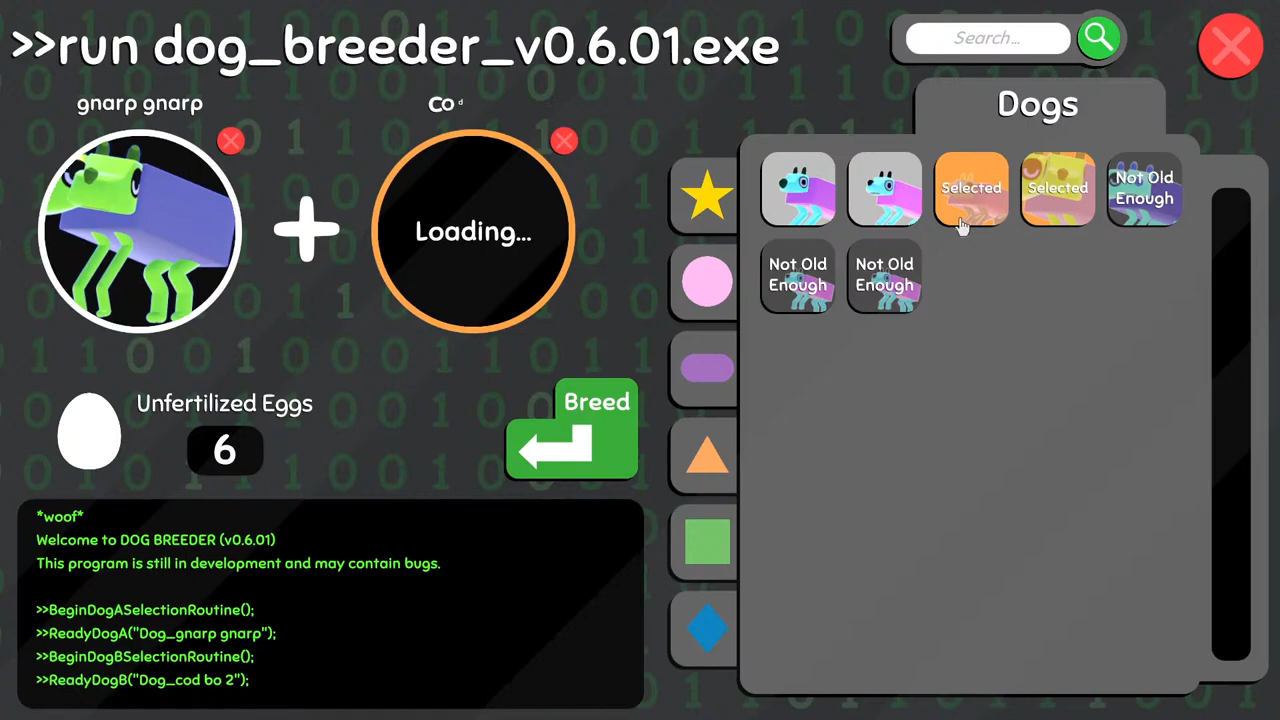 >>run dog_breeder_v0.6.01.exe
Search...
gnarp gnarp
Co d
Dogs
Loading...
Selected
Selected
Not Old
Enough
Not Old
Enough
Not Old
Enough
Unfertilized Eggs
6
Breed
*woof*
Welcome to DOG BREEDER (v0.6.01)
This program is still in development and may contain bugs.
>>BeginDogASelectionRoutine();
>>ReadyDogA("Dog_gnarp gnarp");
>>BeginDogBSelectionRoutine();
>>ReadyDogB("Dog_cod bo 2");